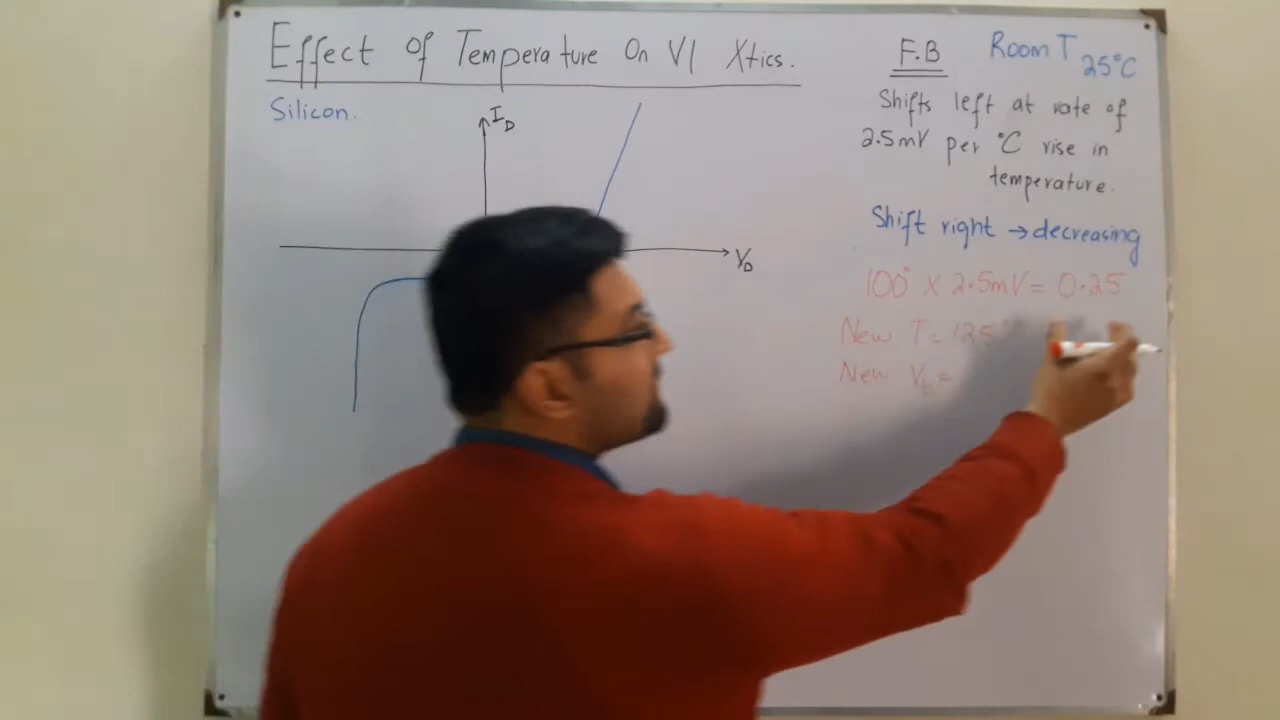 Effect of Temperature On VI Xtics.
Silicon.
I_D
V_D
F.B
Room T 25°C
Shifts left at rate of
2.5mV per °C rise in
temperature.
Shift right → decreasing
100° × 2.5mV = 0.25
New T = 125°
New =